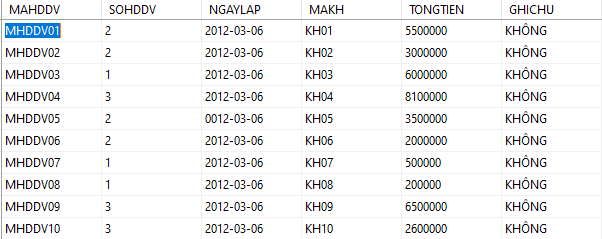 MAHDDV SOHDDV NGAYLAP MAKH TONGTIEN GHICHU
MHDDV01 2 2012-03-06 KH01 5500000 KHÔNG
MHDDV02 2 2012-03-06 KH02 3000000 KHÔNG
MHDDV03 1 2012-03-06 KH03 6000000 KHÔNG
MHDDV04 3 2012-03-06 KH04 8100000 KHÔNG
MHDDV05 2 0012-03-06 KH05 3500000 KHÔNG
MHDDV06 2 2012-03-06 KH06 2000000 KHÔNG
MHDDV07 1 2012-03-06 KH07 500000 KHÔNG
MHDDV08 1 2012-03-06 KH08 200000 KHÔNG
MHDDV09 3 2012-03-06 KH09 6500000 KHÔNG
MHDDV10 3 2012-03-06 KH10 2600000 KHÔNG